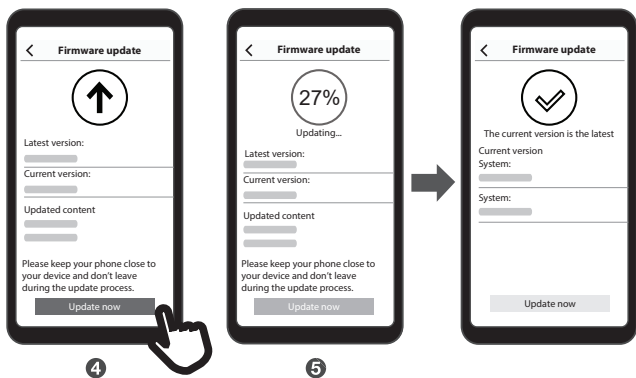 Firmware update
Latest version:
Current version:
Updated content
Please keep your phone close to
your device and don't leave
during the update process.
Update now
4
Firmware update
27%
Updating...
Latest version:
Current version:
Updated content
Please keep your phone close to
your device and don't leave
during the update process.
Update now
5
Firmware update
The current version is the latest
Current version
System:
System:
Update now